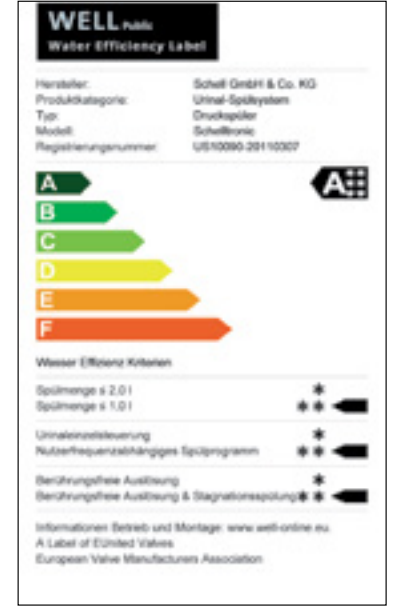 WELL Public
Water Efficiency Label
Hersteller: Schell GmbH & Co. KG
Produktkategorie: Urinal-Spülsystem
Typ: Druckspüler
Modell: Schelltronic
Registrierungsnummer: US10090-20110307
A A
B
C
D
E
F
Wasser Effizienz Kriterien
Spülmenge ≤ 2,0 l *
Spülmenge ≤ 1,0 l * *
Urinaleinzelsteuerung *
Nutzerfrequenzabhängiges Spülprogramm * *
Berührungsfreie Auslösung *
Berührungsfreie Auslösung & Stagnationsspülung * *
Informationen Betrieb und Montage: www.well-online.eu
A Label of EUnited Valves
European Valve Manufacturers Association